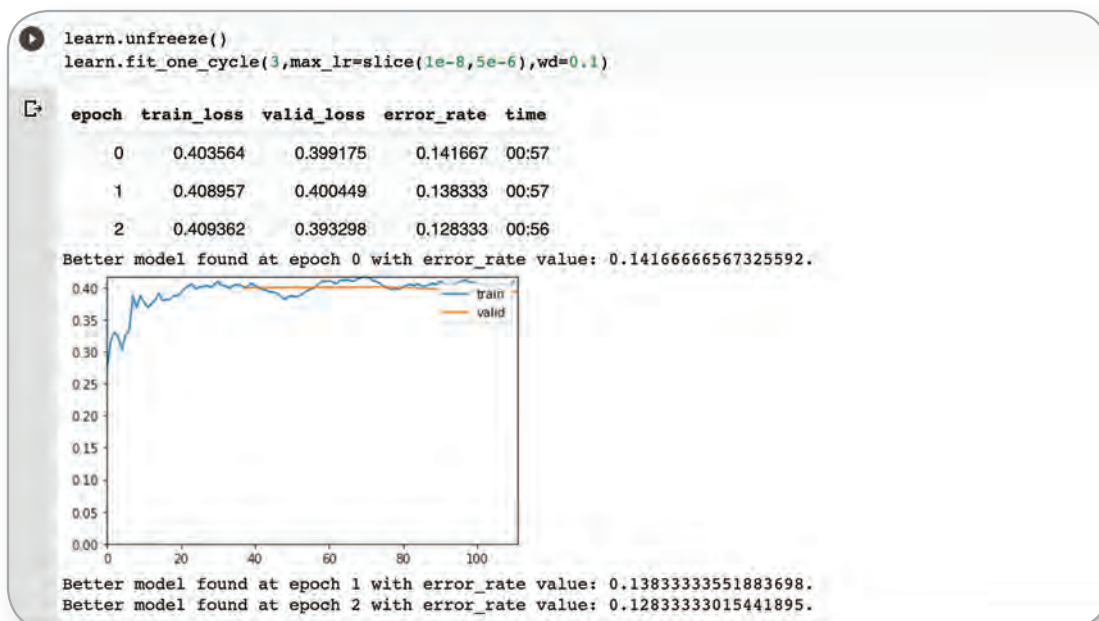 learn.unfreeze()
learn.fit_one_cycle(3,max_lr=slice(1e-8,5e-6),wd=0.1)
epoch train_loss valid_loss error_rate time
0 0.403564 0.399175 0.141667 00:57
1 0.408957 0.400449 0.138333 00:57
2 0.409362 0.393298 0.128333 00:56
Better model found at epoch 0 with error_rate value: 0.14166666567325592.
0.40
train
valid
0.35
0.30
0.25
0.20
0.15
0.10
0.05
0.00
0 20 40 60 80 100
Better model found at epoch 1 with error_rate value: 0.13833333551883698.
Better model found at epoch 2 with error_rate value: 0.12833333015441895.